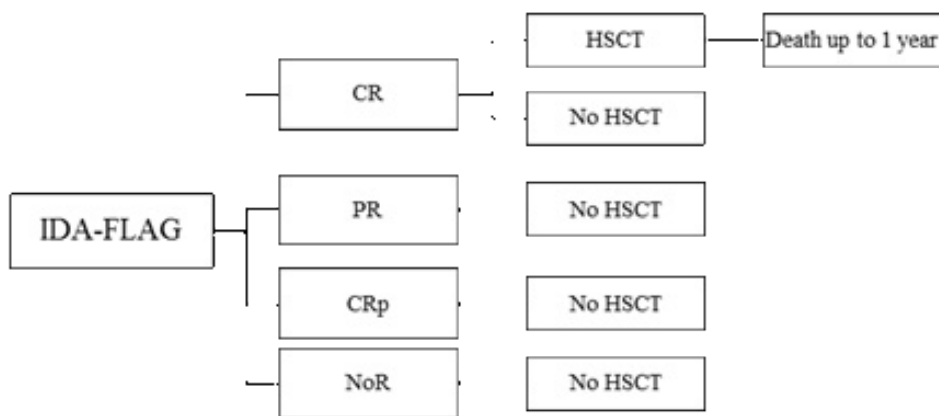 HSCT
Death up to 1 year
CR
No HSCT
IDA-FLAG
PR
No HSCT
CRp
No HSCT
NoR
No HSCT